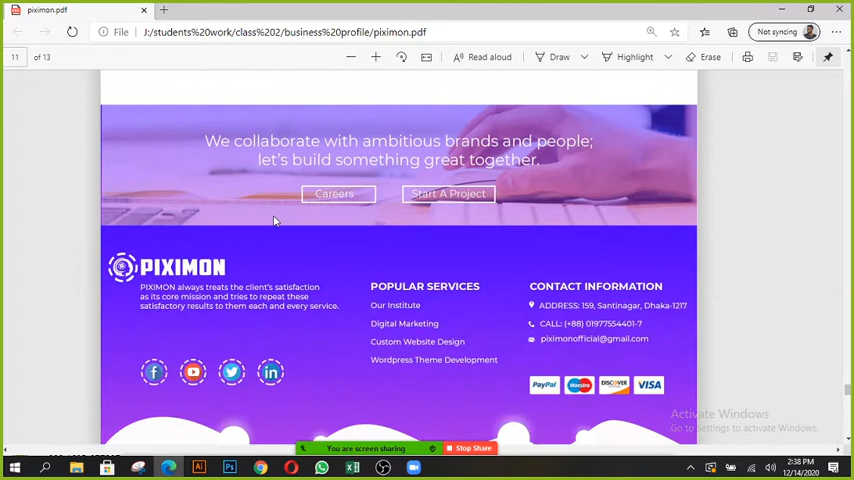 piximon.pdf
File
J:/students%20work/class%202/business%20profile/piximon.pdf
Not syncing
11 of 13
Read aloud
Draw
Highlight
Erase
We collaborate with ambitious brands and people;
let's build something great together.
Careers
Start A Project
PIXIMON
PIXIMON always treats the client's satisfaction
as its core mission and tries to repeat these
satisfactory results to them each and every service.
POPULAR SERVICES
Our Institute
Digital Marketing
Custom Website Design
Wordpress Theme Development
CONTACT INFORMATION
ADDRESS: 159, Santinagar, Dhaka-1217
CALL: (+88) 01977554401-7
piximonofficial@gmail.com
PayPal
Maestro
DISCOVER
VISA
Activate Windows
Go to Settings to activate Windows.
You are screen sharing
Stop Share
2:38 PM
12/14/2020